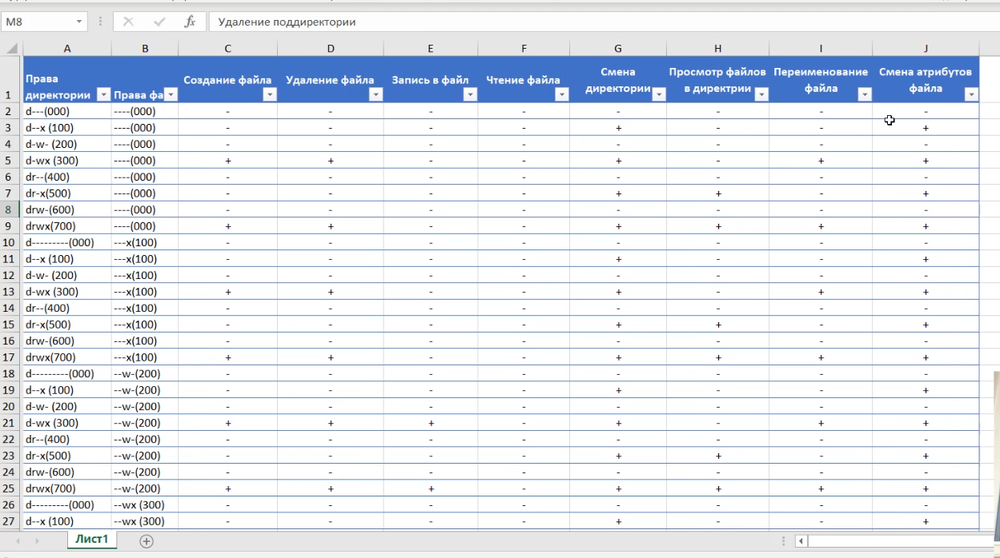 M8 fx Удаление поддиректории
A B C D E F G H I J
1 Права директории Права фа Создание файла Удаление файла Запись в файл Чтение файла Смена директории Просмотр файлов в директрии Переименование файла Смена атрибутов файла
2 d---(000) ----(000) - - - - - - - -
3 d--x (100) ----(000) - - - - + - - +
4 d-w- (200) ----(000) - - - - - - - -
5 d-wx (300) ----(000) + + - - + - + +
6 dr--(400) ----(000) - - - - - - - -
7 dr-x(500) ----(000) - - - - + + - +
8 drw-(600) ----(000) - - - - - - - -
9 drwx(700) ----(000) + + - - + + + +
10 d---------(000) ---x(100) - - - - - - - -
11 d--x (100) ---x(100) - - - - + - - +
12 d-w- (200) ---x(100) - - - - - - - -
13 d-wx (300) ---x(100) + + - - + - + +
14 dr--(400) ---x(100) - - - - - - - -
15 dr-x(500) ---x(100) - - - - + + - +
16 drw-(600) ---x(100) - - - - - - - -
17 drwx(700) ---x(100) + + - - + + + +
18 d---------(000) --w-(200) - - - - - - - -
19 d--x (100) --w-(200) - - - - + - - +
20 d-w- (200) --w-(200) - - - - - - - -
21 d-wx (300) --w-(200) + + + - + - + +
22 dr--(400) --w-(200) - - - - - - - -
23 dr-x(500) --w-(200) - - - - + + - +
24 drw-(600) --w-(200) - - - - - - - -
25 drwx(700) --w-(200) + + + - + + + +
26 d---------(000) --wx (300) - - - - - - - -
27 d--x (100) --wx (300) - - - - + - - +
Лист1